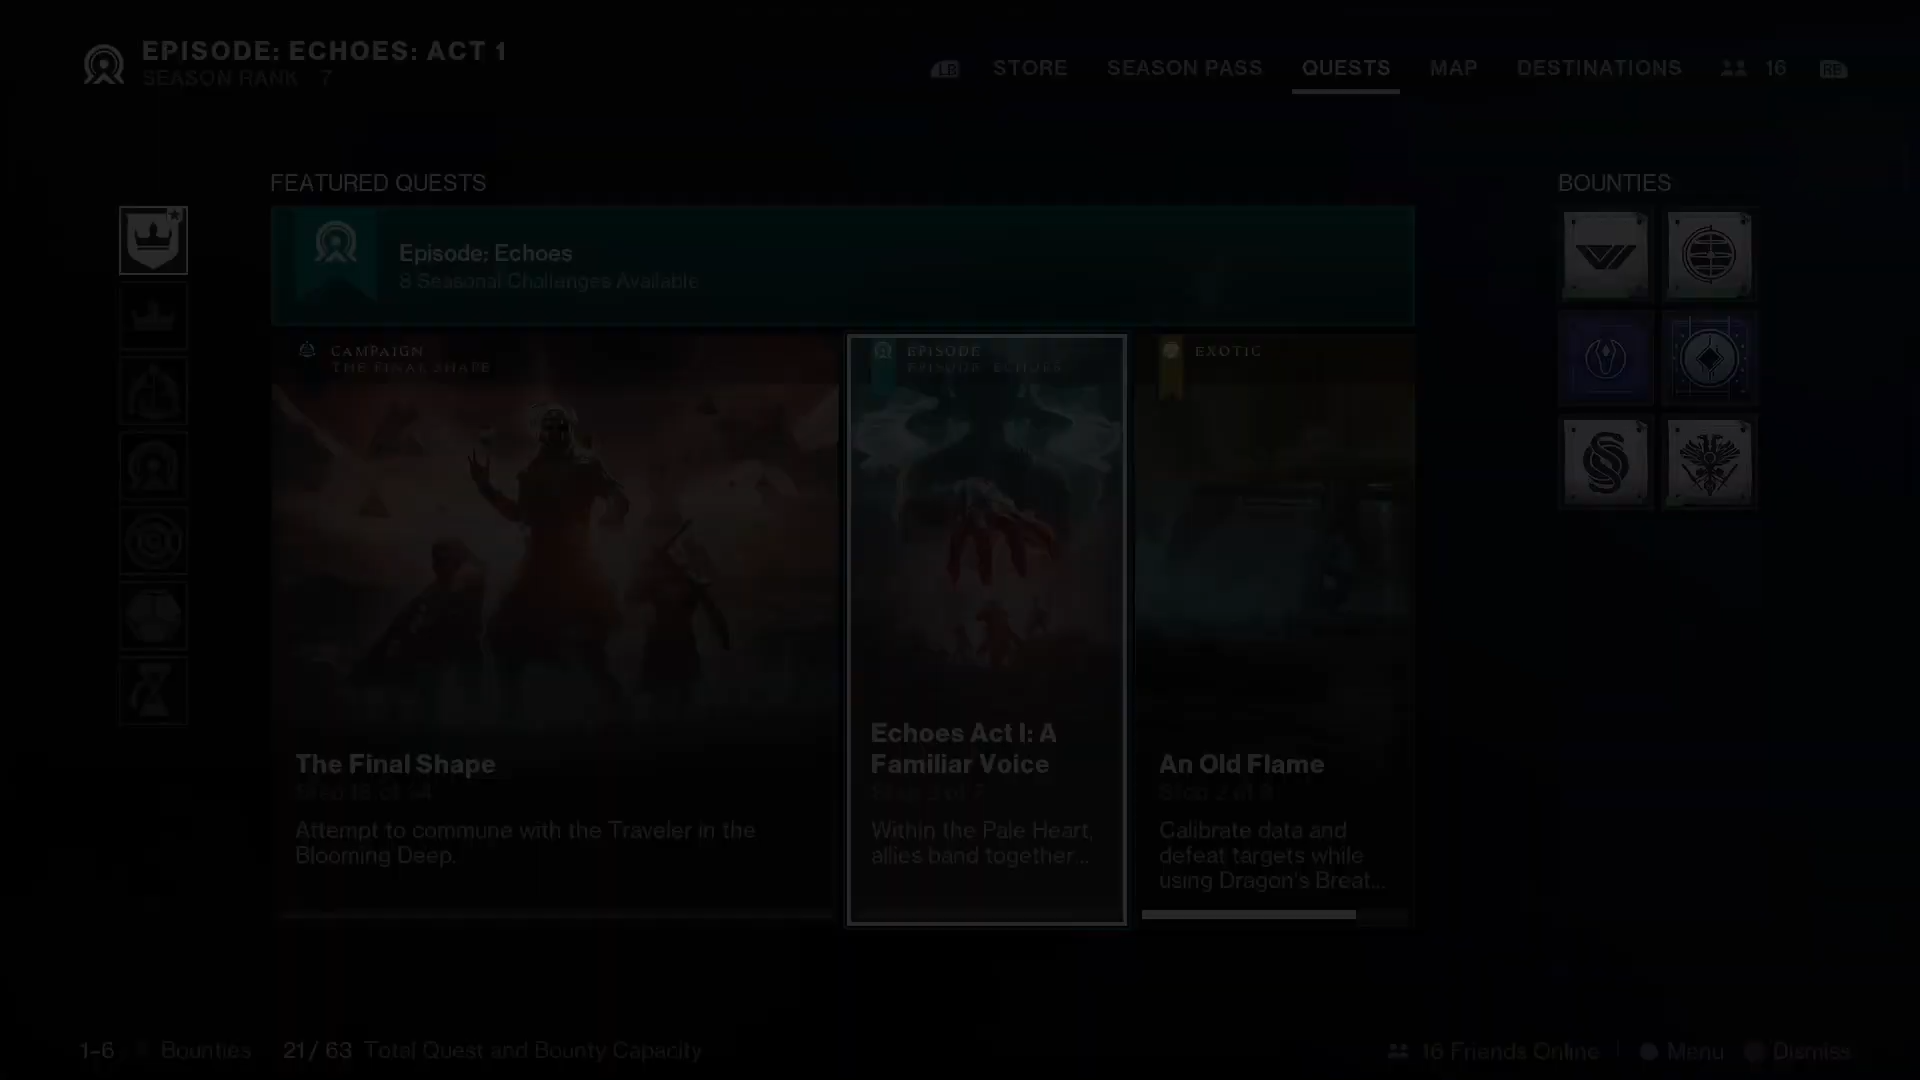 EPISODE: ECHOES: ACT 1
SEASON RANK 7
LB STORE SEASON PASS QUESTS MAP DESTINATIONS 16 RB
FEATURED QUESTS
BOUNTIES
Episode: Echoes
8 Seasonal Challenges Available
CAMPAIGN
THE FINAL SHAPE
EPISODE
EPISODE: ECHOES
EXOTIC
The Final Shape
Attempt to commune with the Traveler in the
Blooming Deep.
Echoes Act I: A
Familiar Voice
Within the Pale Heart,
allies band together...
An Old Flame
Calibrate data and
defeat targets while
using Dragon's Breat...
1-6 Bounties 21 / 63 Total Quest and Bounty Capacity
16 Friends Online Menu Dismiss